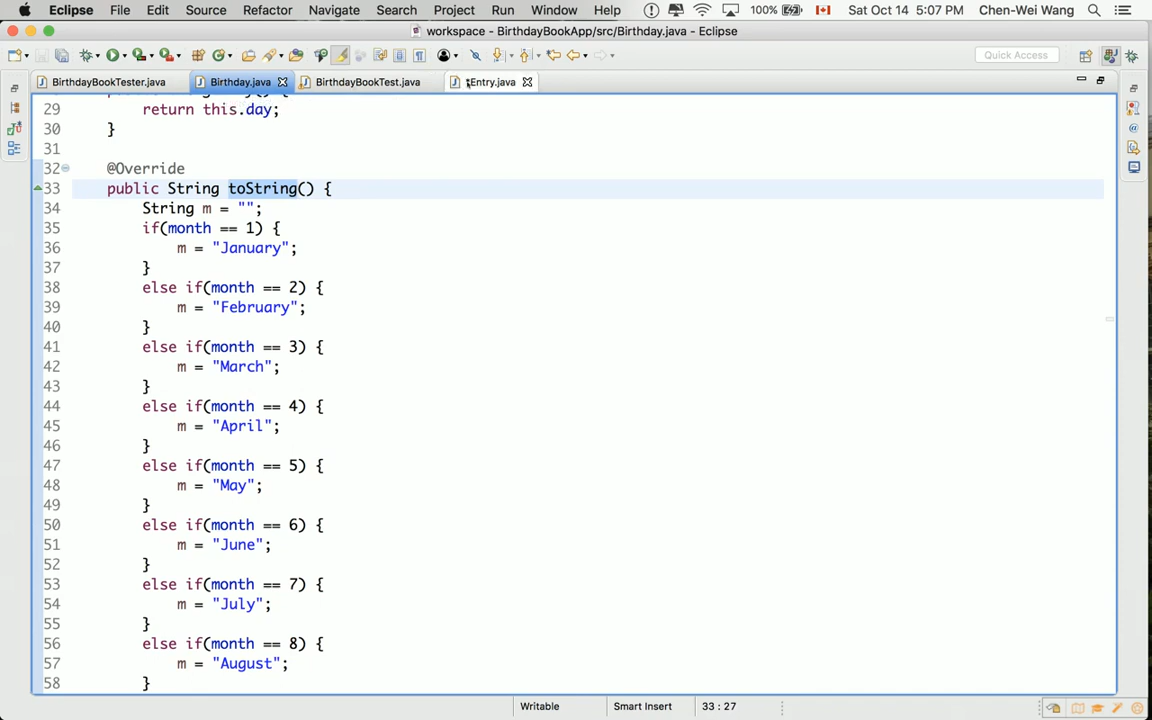 Eclipse File Edit Source Refactor Navigate Search Project Run Window Help 100% Sat Oct 14 5:07 PM Chen-Wei Wang
workspace - BirthdayBookApp/src/Birthday.java - Eclipse
Quick Access
BirthdayBookTester.java Birthday.java BirthdayBookTest.java *Entry.java
29 return this.day;
30 }
31
32 @Override
33 public String toString() {
34 String m = "";
35 if(month == 1) {
36 m = "January";
37 }
38 else if(month == 2) {
39 m = "February";
40 }
41 else if(month == 3) {
42 m = "March";
43 }
44 else if(month == 4) {
45 m = "April";
46 }
47 else if(month == 5) {
48 m = "May";
49 }
50 else if(month == 6) {
51 m = "June";
52 }
53 else if(month == 7) {
54 m = "July";
55 }
56 else if(month == 8) {
57 m = "August";
58 }
Writable Smart Insert 33 : 27